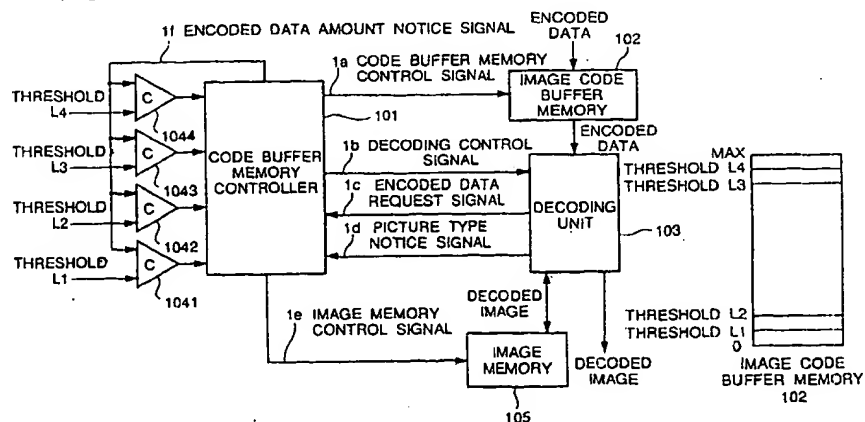 1f ENCODED DATA AMOUNT NOTICE SIGNAL
ENCODED
DATA
102
1a CODE BUFFER MEMORY
CONTROL SIGNAL
IMAGE CODE
BUFFER MEMORY
THRESHOLD
L4
C
1044
THRESHOLD
L3
C
1043
THRESHOLD
L2
C
1042
THRESHOLD
L1
C
1041
CODE BUFFER
MEMORY
CONTROLLER
101
ENCODED
DATA
1b DECODING CONTROL
SIGNAL
1c ENCODED DATA
REQUEST SIGNAL
1d PICTURE TYPE
NOTICE SIGNAL
DECODING
UNIT
103
1e IMAGE MEMORY
CONTROL SIGNAL
DECODED
IMAGE
IMAGE
MEMORY
105
DECODED
IMAGE
MAX
THRESHOLD L4
THRESHOLD L3
THRESHOLD L2
THRESHOLD L1
0
IMAGE CODE
BUFFER MEMORY
102